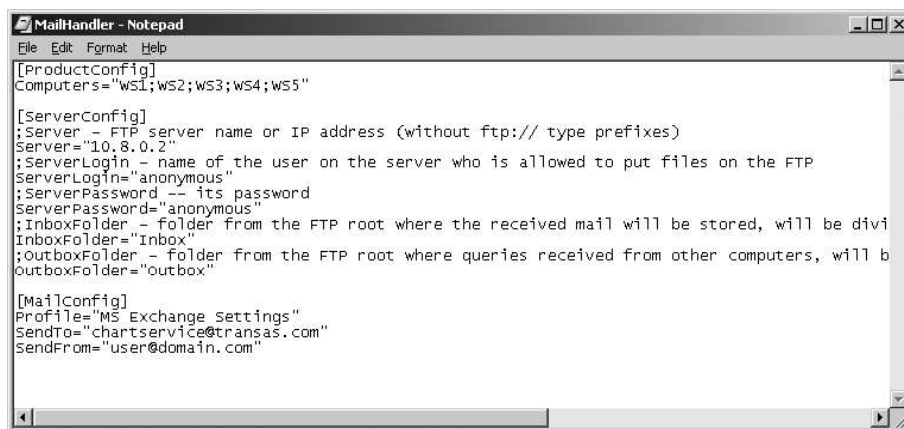 MailHandler - Notepad
File Edit Format Help
[ProductConfig]
Computers="WS1;WS2;WS3;WS4;WS5"
[ServerConfig]
;Server - FTP server name or IP address (without ftp:// type prefixes)
Server="10.8.0.2"
;ServerLogin - name of the user on the server who is allowed to put files on the FTP
ServerLogin="anonymous"
;ServerPassword -- its password
ServerPassword="anonymous"
;InboxFolder - folder from the FTP root where the received mail will be stored, will be divi
InboxFolder="Inbox"
;OutboxFolder - folder from the FTP root where queries received from other computers, will b
OutboxFolder="Outbox"
[MailConfig]
Profile="MS Exchange Settings"
SendTo="chartservice@transas.com"
SendFrom="user@domain.com"